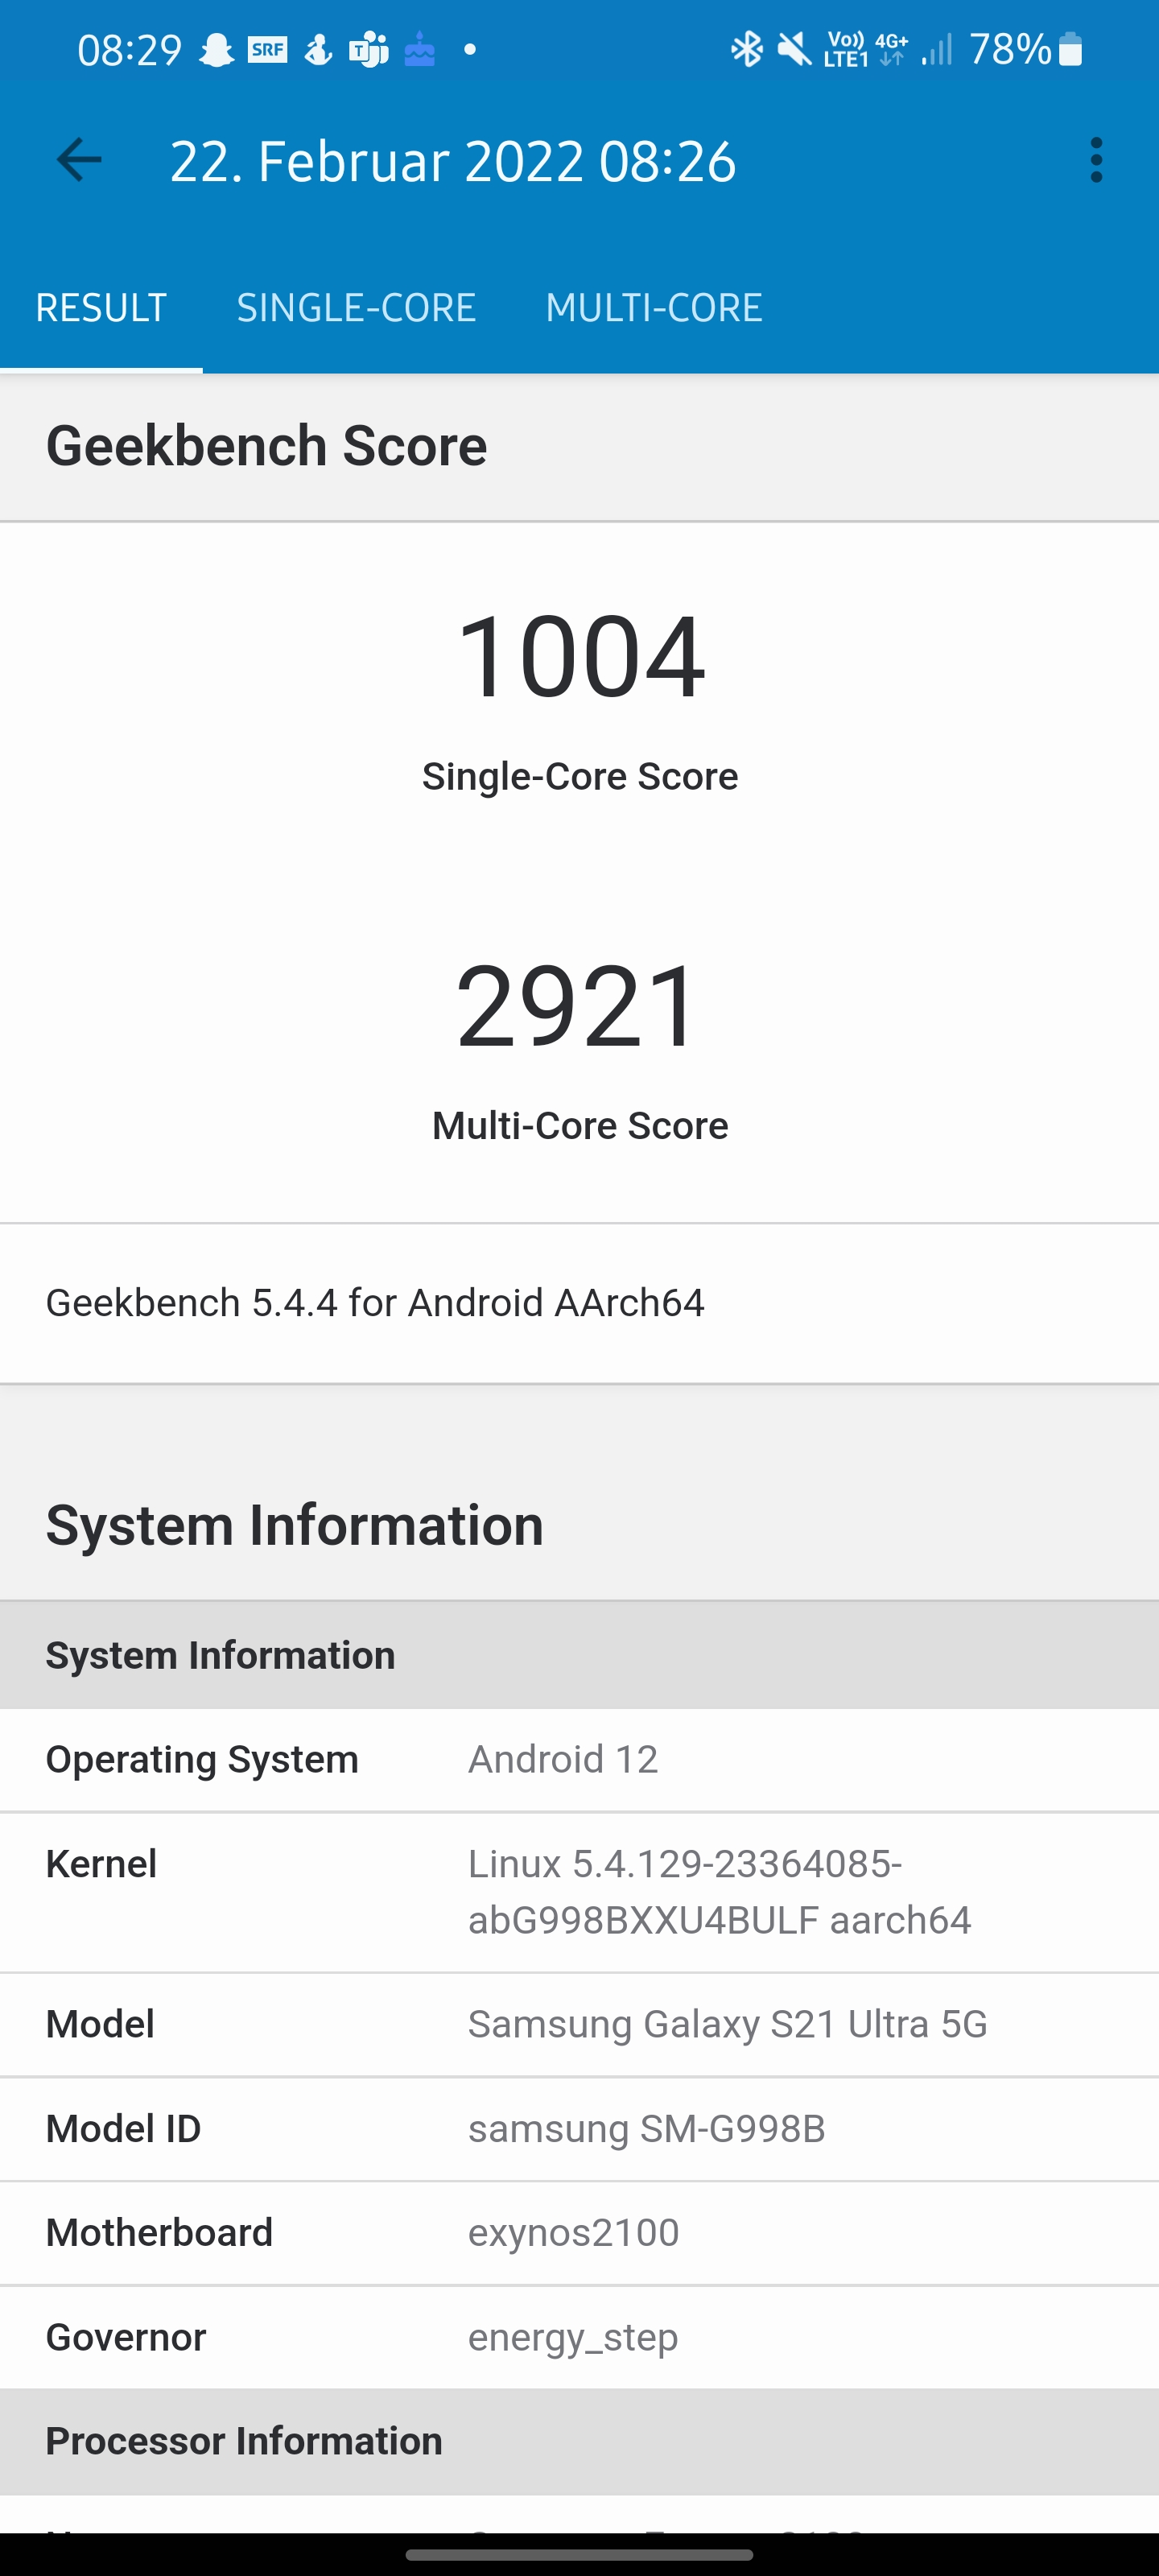 08:29 SRF T Vo)) LTE1 4G+ 78%
22. Februar 2022 08:26
RESULT SINGLE-CORE MULTI-CORE
Geekbench Score
1004
Single-Core Score
2921
Multi-Core Score
Geekbench 5.4.4 for Android AArch64
System Information
System Information
Operating System Android 12
Kernel Linux 5.4.129-23364085-
abG998BXXU4BULF aarch64
Model Samsung Galaxy S21 Ultra 5G
Model ID samsung SM-G998B
Motherboard exynos2100
Governor energy_step
Processor Information